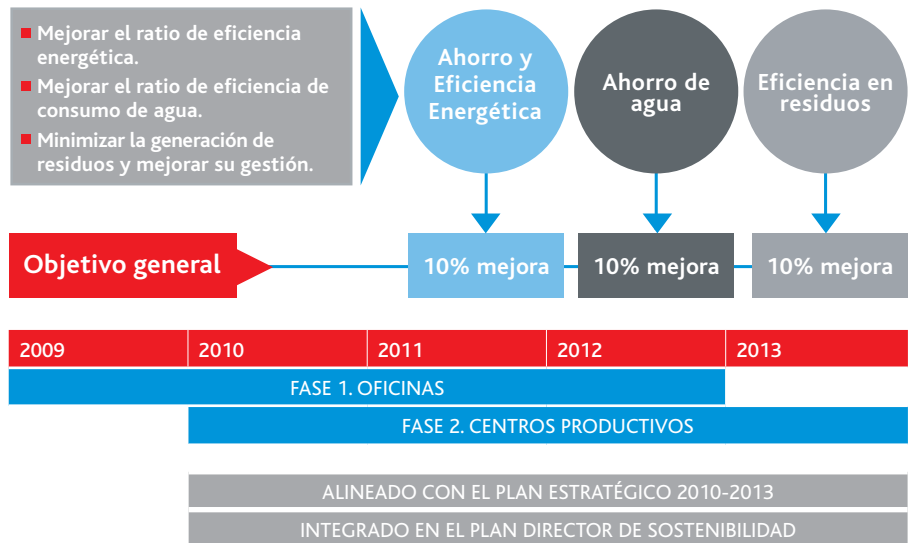 Mejorar el ratio de eficiencia
energética.
Mejorar el ratio de eficiencia de
consumo de agua.
Minimizar la generación de
residuos y mejorar su gestión.
Ahorro y
Eficiencia
Energética
Ahorro de
agua
Eficiencia en
residuos
Objetivo general
10% mejora
10% mejora
10% mejora
2009 2010 2011 2012 2013
FASE 1. OFICINAS
FASE 2. CENTROS PRODUCTIVOS
ALINEADO CON EL PLAN ESTRATÉGICO 2010-2013
INTEGRADO EN EL PLAN DIRECTOR DE SOSTENIBILIDAD